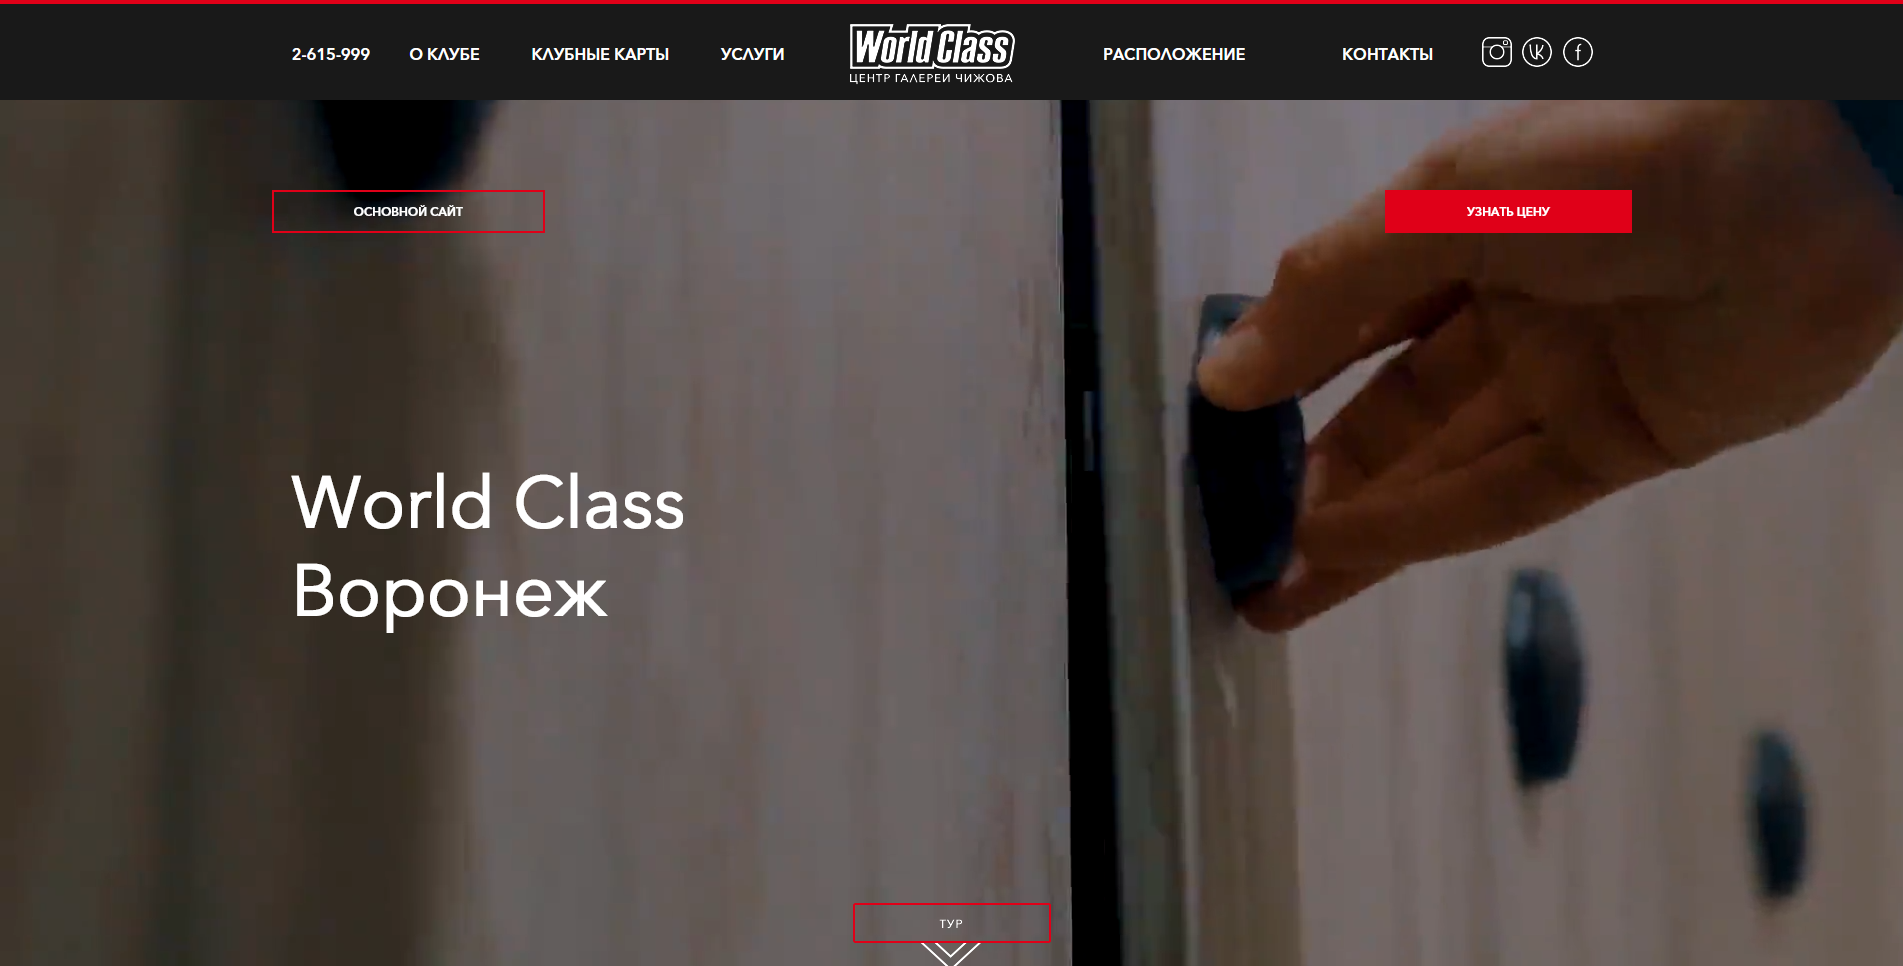 2-615-999 О КЛУБЕ КЛУБНЫЕ КАРТЫ УСЛУГИ
World Class
ЦЕНТР ГАЛЕРЕИ ЧИЖОВА
РАСПОЛОЖЕНИЕ КОНТАКТЫ
ОСНОВНОЙ САЙТ
УЗНАТЬ ЦЕНУ
World Class
Воронеж
ТУР